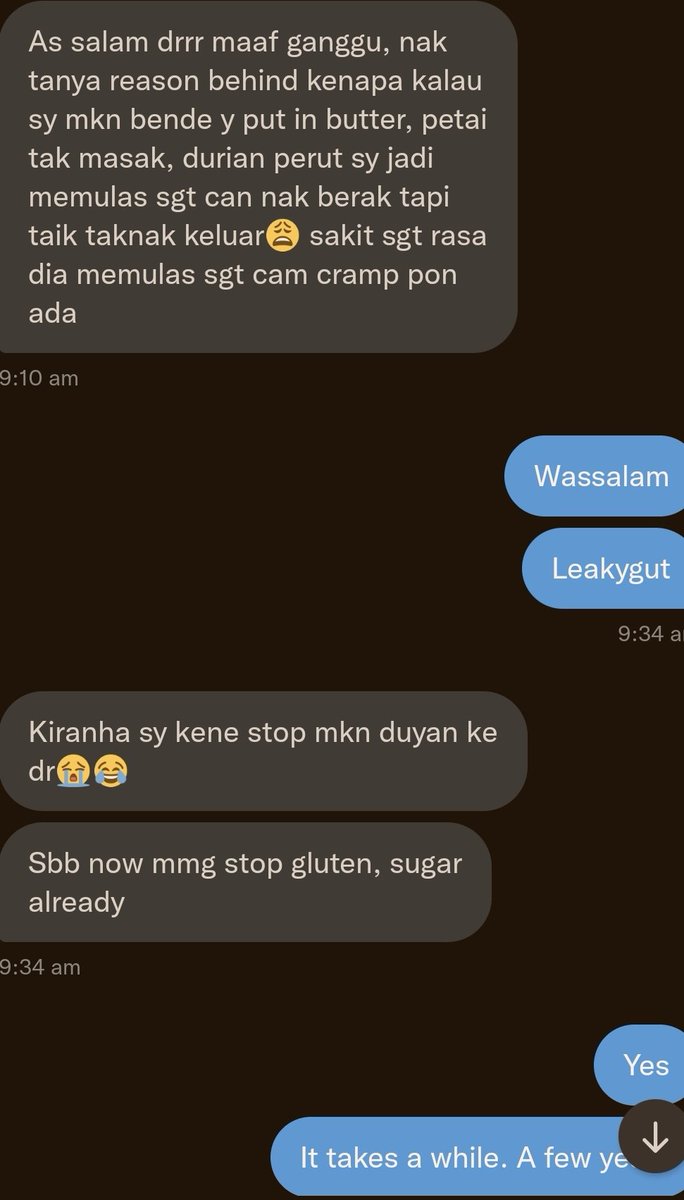 As salam drrr maaf ganggu, nak
tanya reason behind kenapa kalau
sy mkn bende y put in butter, petai
tak masak, durian perut sy jadi
memulas sgt can nak berak tapi
taik taknak keluar😩 sakit sgt rasa
dia memulas sgt cam cramp pon
ada
9:10 am
Wassalam
Leakygut
9:34
Kiranha sy kene stop mkn duyan ke
dr😭😂
Sbb now mmg stop gluten, sugar
already
9:34 am
Yes
It takes a while. A few